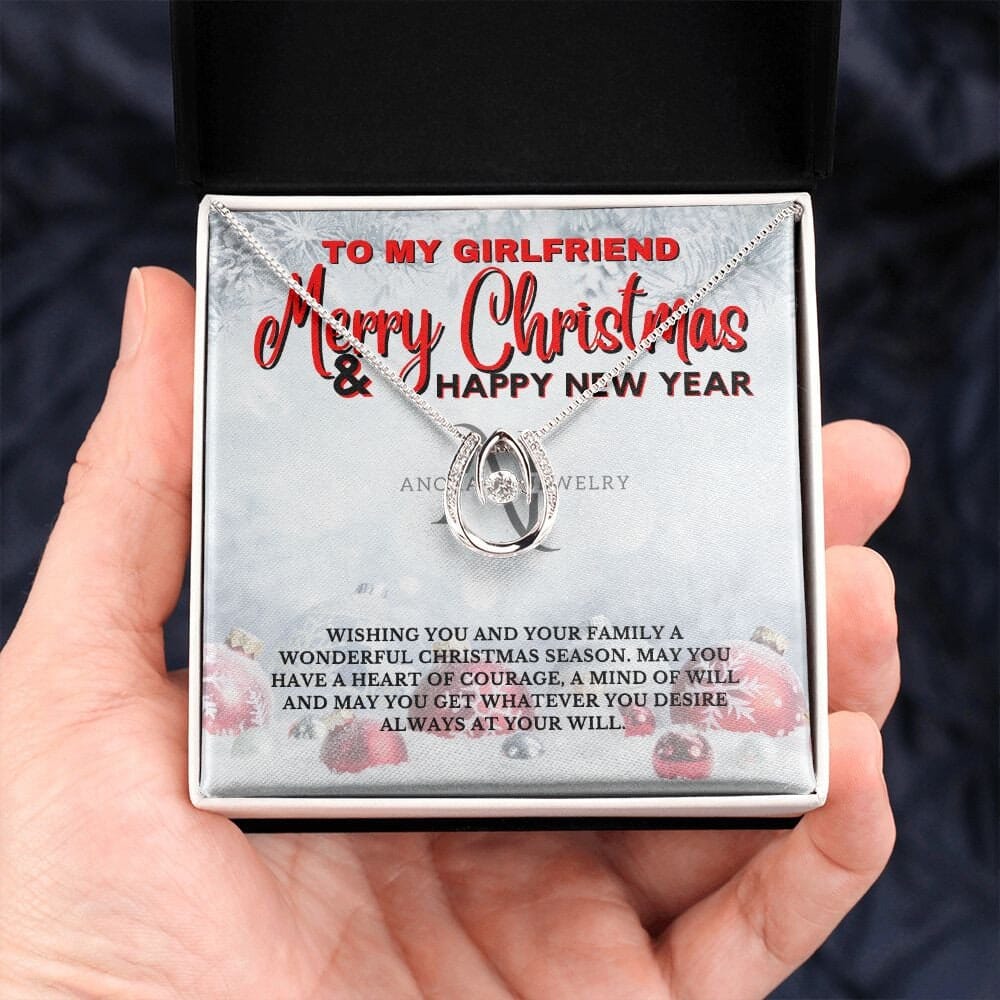 TO MY GIRLFRIEND
Merry Christmas
& HAPPY NEW YEAR
JEWELRY
WISHING YOU AND YOUR FAMILY A
WONDERFUL CHRISTMAS SEASON. MAY YOU
HAVE A HEART OF COURAGE, A MIND OF WILL
AND MAY YOU GET WHATEVER YOU DESIRE
ALWAYS AT YOUR WILL.